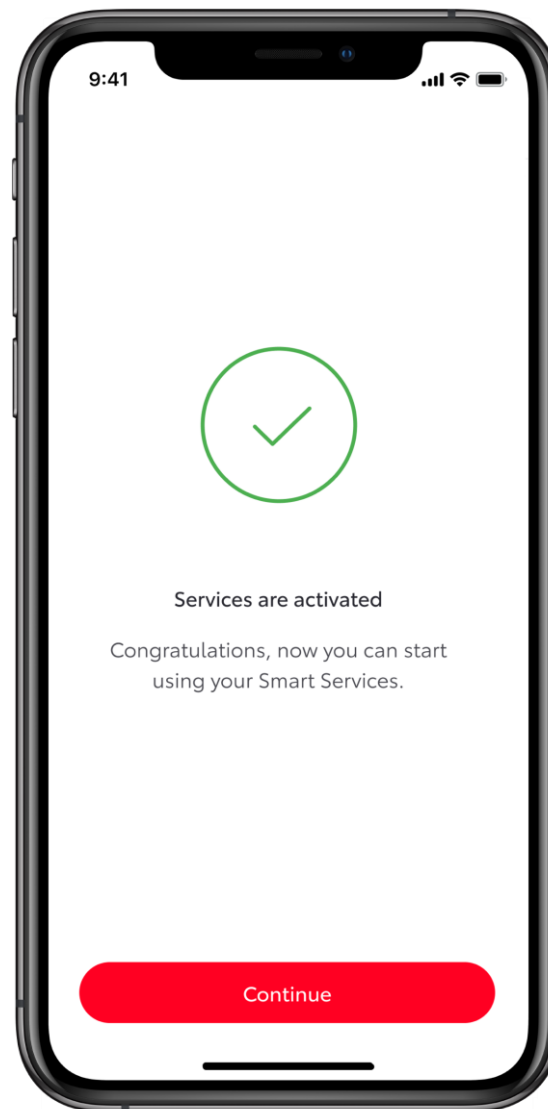 9:41
Services are activated
Congratulations, now you can start
using your Smart Services.
Continue